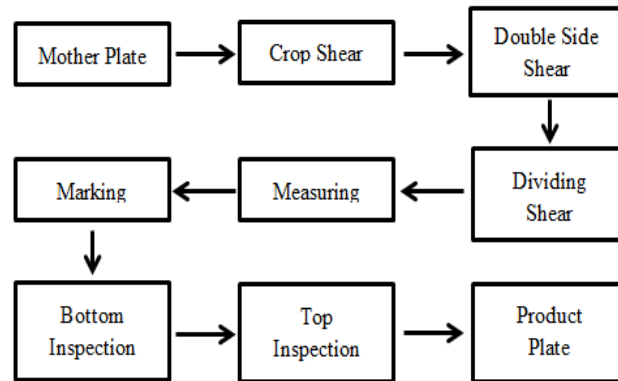 Mother Plate
Crop Shear
Double Side
Shear
Marking
Measuring
Dividing
Shear
Bottom
Inspection
Top
Inspection
Product
Plate